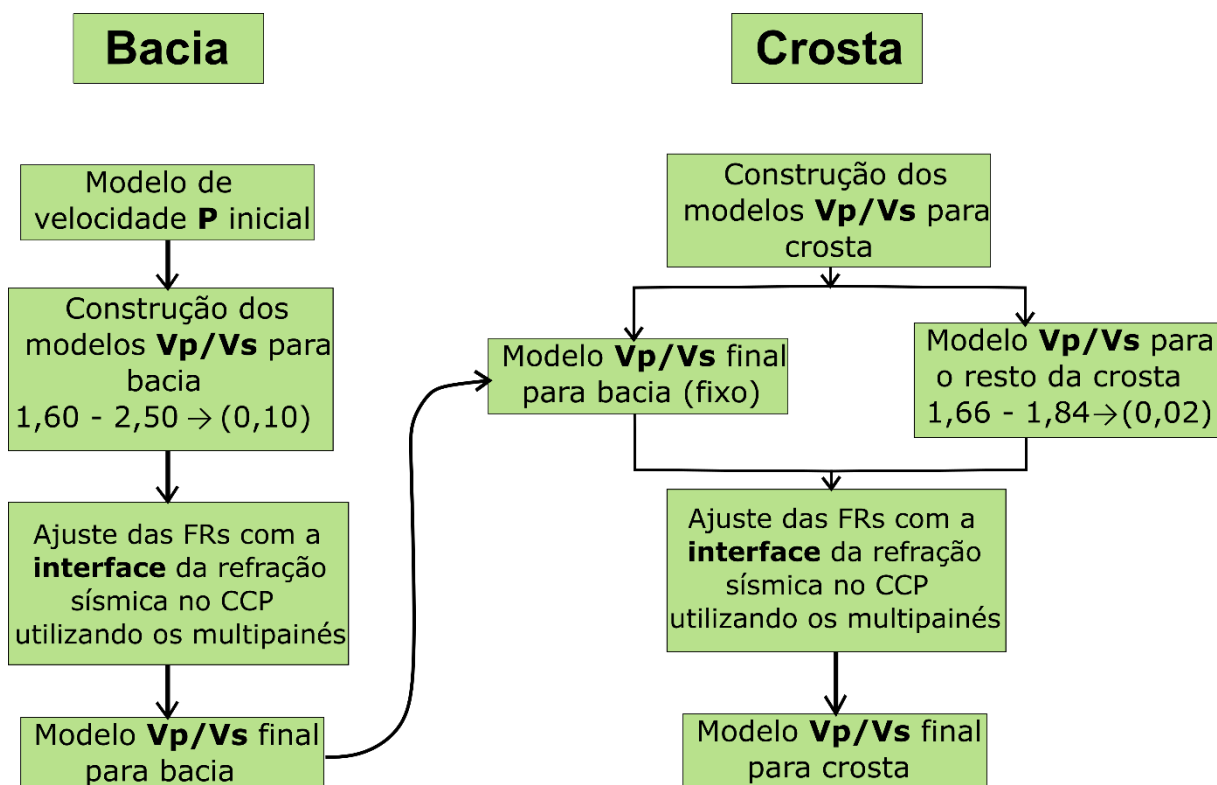 Bacia
Modelo de
velocidade P inicial
Construção dos
modelos Vp/Vs para
bacia
1,60 - 2,50 → (0,10)
Ajuste das FRs com a
interface da refração
sísmica no CCP
utilizando os multipainés
Modelo Vp/Vs final
para bacia
Crosta
Construção dos
modelos Vp/Vs para
crosta
Modelo Vp/Vs final
para bacia (fixo)
Modelo Vp/Vs para
o resto da crosta
1,66 - 1,84→(0,02)
Ajuste das FRs com a
interface da refração
sísmica no CCP
utilizando os multipainés
Modelo Vp/Vs final
para crosta